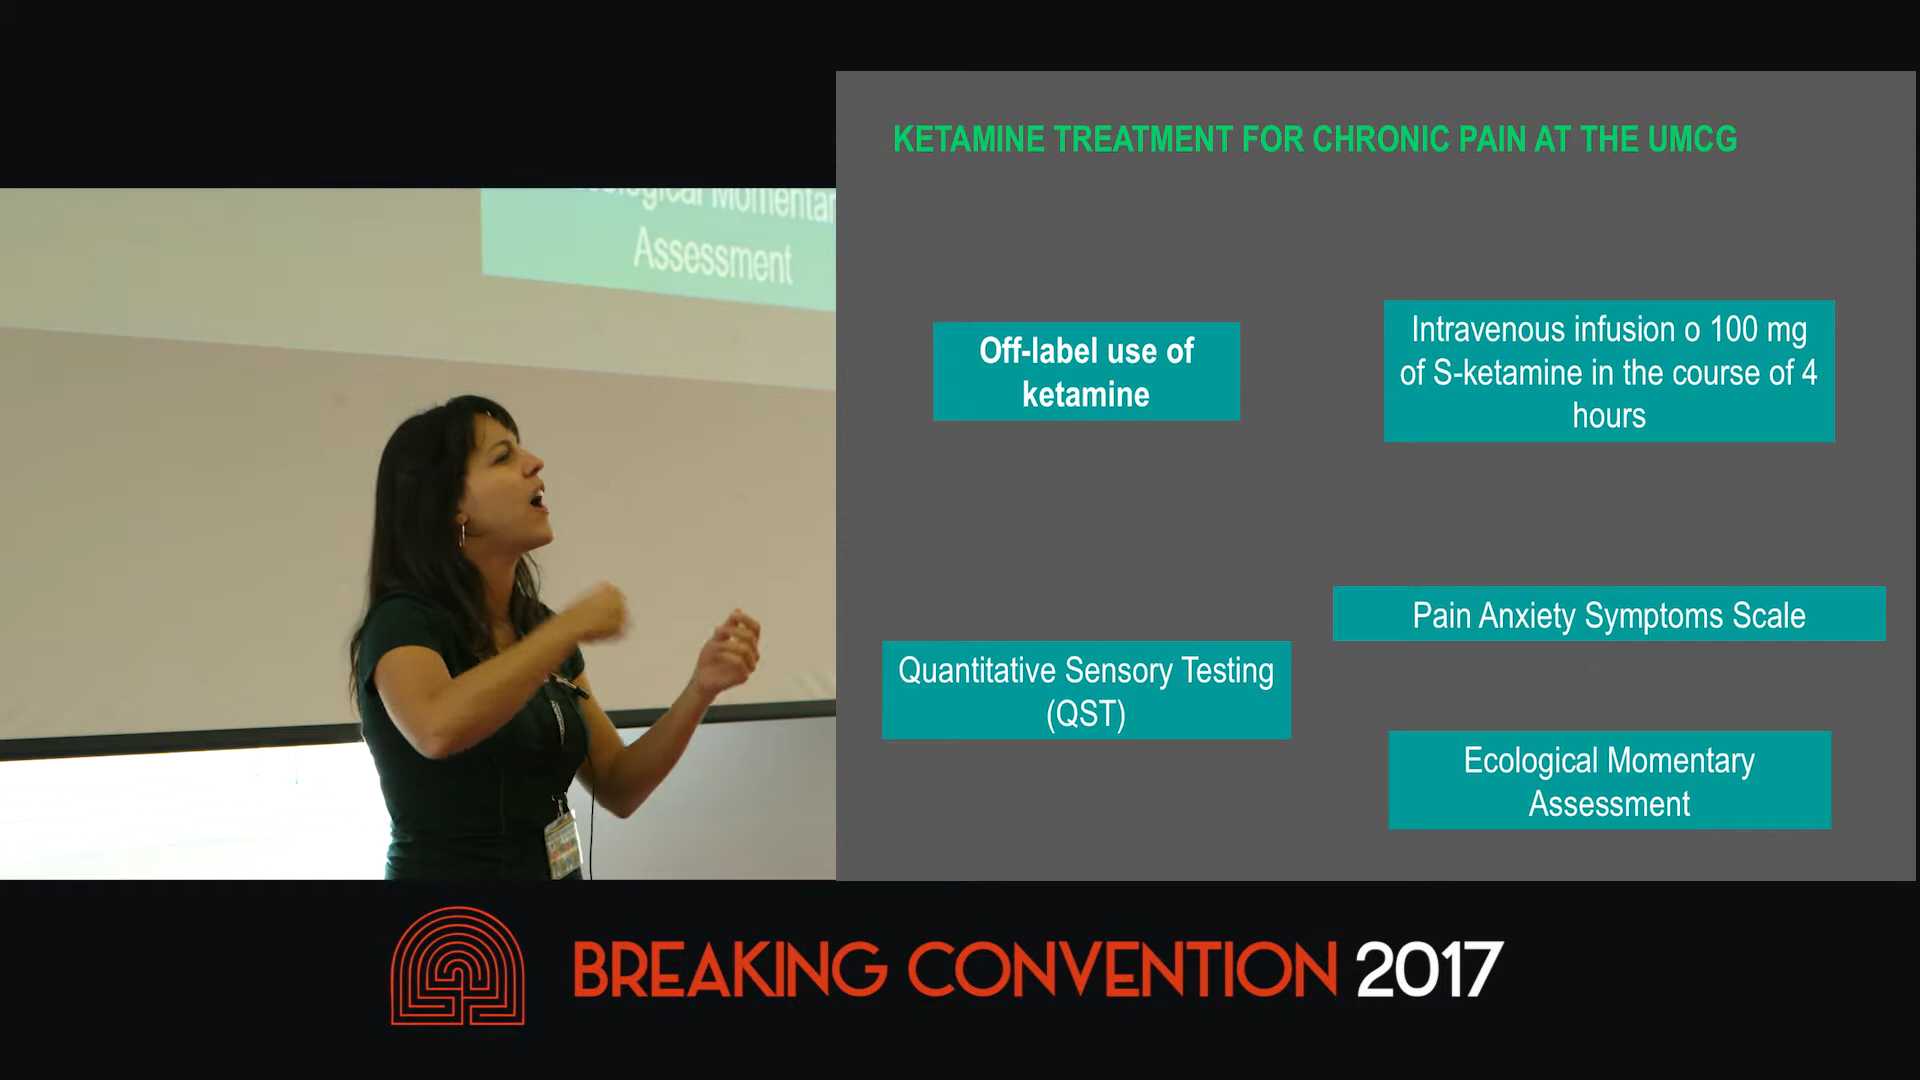 KETAMINE TREATMENT FOR CHRONIC PAIN AT THE UMCG
Momentar
Assessment
Off-label use of
ketamine
Intravenous infusion o 100 mg
of S-ketamine in the course of 4
hours
Quantitative Sensory Testing
(QST)
Pain Anxiety Symptoms Scale
Ecological Momentary
Assessment
BREAKING CONVENTION 2017